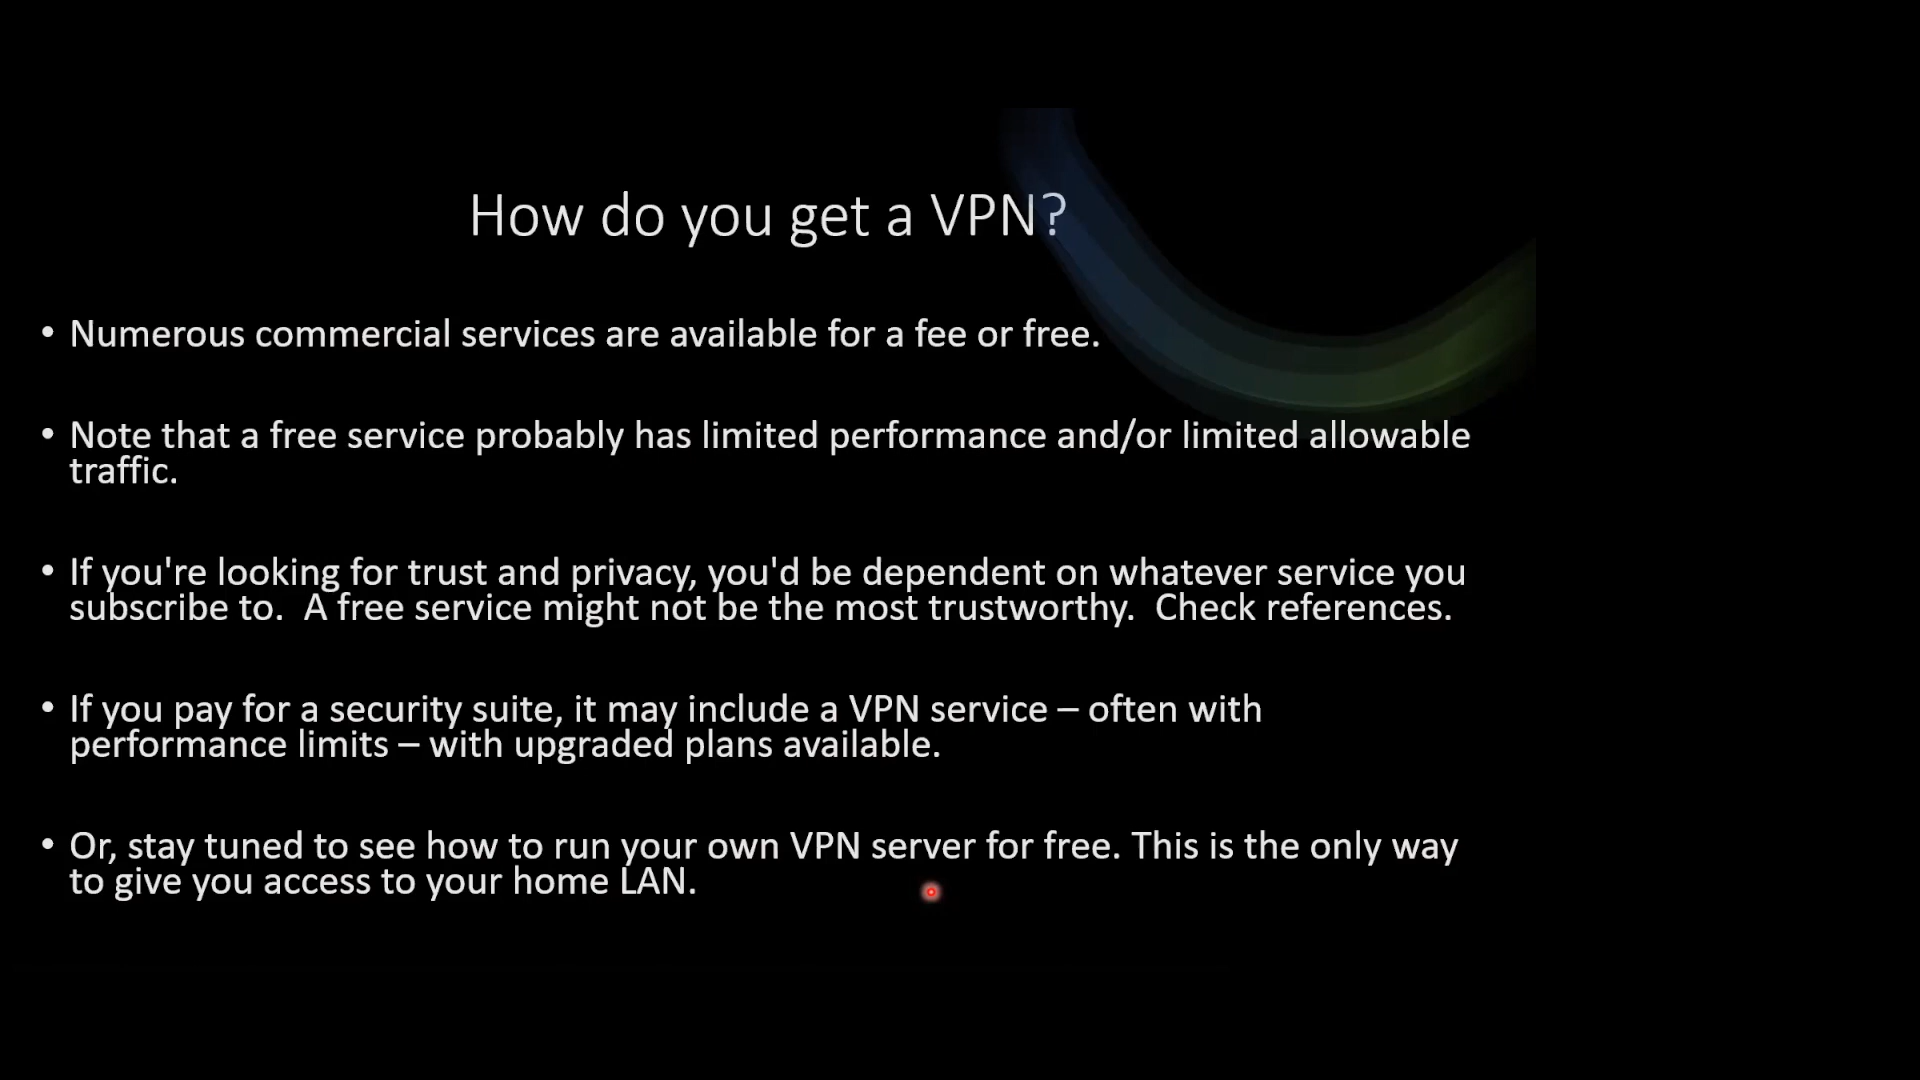 How do you get a VPN?
• Numerous commercial services are available for a fee or free.
• Note that a free service probably has limited performance and/or limited allowable
traffic.
• If you're looking for trust and privacy, you'd be dependent on whatever service you
subscribe to.  A free service might not be the most trustworthy.  Check references.
• If you pay for a security suite, it may include a VPN service – often with
performance limits – with upgraded plans available.
• Or, stay tuned to see how to run your own VPN server for free. This is the only way
to give you access to your home LAN.